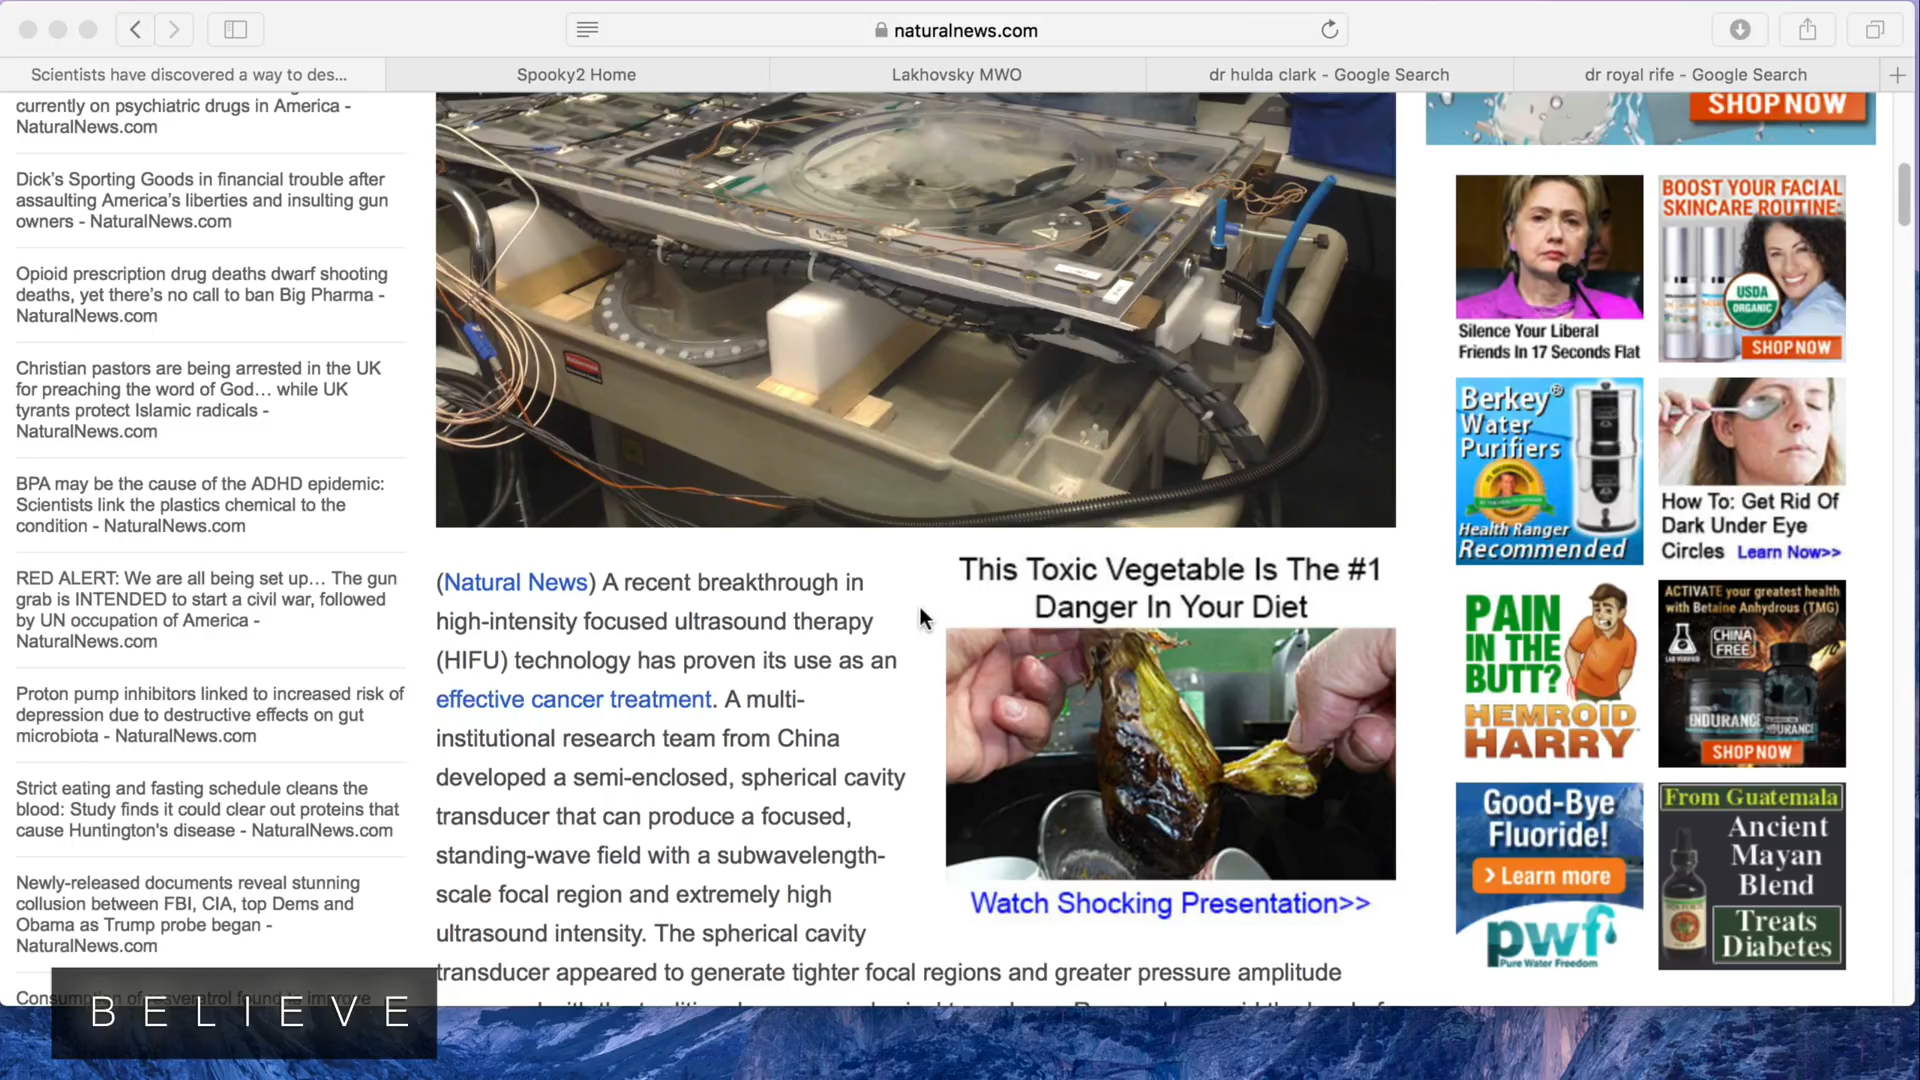 naturalnews.com
Scientists have discovered a way to des...
Spooky2 Home
Lakhovsky MWO
dr hulda clark - Google Search
dr royal rife - Google Search
currently on psychiatric drugs in America -
NaturalNews.com
Dick's Sporting Goods in financial trouble after
assaulting America's liberties and insulting gun
owners - NaturalNews.com
Opioid prescription drug deaths dwarf shooting
deaths, yet there's no call to ban Big Pharma -
NaturalNews.com
Christian pastors are being arrested in the UK
for preaching the word of God... while UK
tyrants protect Islamic radicals -
NaturalNews.com
BPA may be the cause of the ADHD epidemic:
Scientists link the plastics chemical to the
condition - NaturalNews.com
RED ALERT: We are all being set up... The gun
grab is INTENDED to start a civil war, followed
by UN occupation of America -
NaturalNews.com
Proton pump inhibitors linked to increased risk of
depression due to destructive effects on gut
microbiota - NaturalNews.com
Strict eating and fasting schedule cleans the
blood: Study finds it could clear out proteins that
cause Huntington's disease - NaturalNews.com
Newly-released documents reveal stunning
collusion between FBI, CIA, top Dems and
Obama as Trump probe began -
NaturalNews.com
Consumption of resveratrol found to improve
BELIEVE
(Natural News) A recent breakthrough in
high-intensity focused ultrasound therapy
(HIFU) technology has proven its use as an
effective cancer treatment. A multi-
institutional research team from China
developed a semi-enclosed, spherical cavity
transducer that can produce a focused,
standing-wave field with a subwavelength-
scale focal region and extremely high
ultrasound intensity. The spherical cavity
transducer appeared to generate tighter focal regions and greater pressure amplitude
This Toxic Vegetable Is The #1
Danger In Your Diet
Watch Shocking Presentation>>
SHOP NOW
Silence Your Liberal
Friends In 17 Seconds Flat
BOOST YOUR FACIAL
SKINCARE ROUTINE:
USDA
ORGANIC
SHOP NOW
Berkey®
Water
Purifiers
Health Ranger
Recommended
How To: Get Rid Of
Dark Under Eye
Circles Learn Now>>
PAIN
IN THE
BUTT?
HEMROID
HARRY
ACTIVATE your greatest health
with Betaine Anhydrous (TMG)
LAB VERIFIED
CHINA
FREE
ENDURANCE
SHOP NOW
Good-Bye
Fluoride!
> Learn more
pwf
Pure Water Freedom
From Guatemala
Ancient
Mayan
Blend
Treats
Diabetes